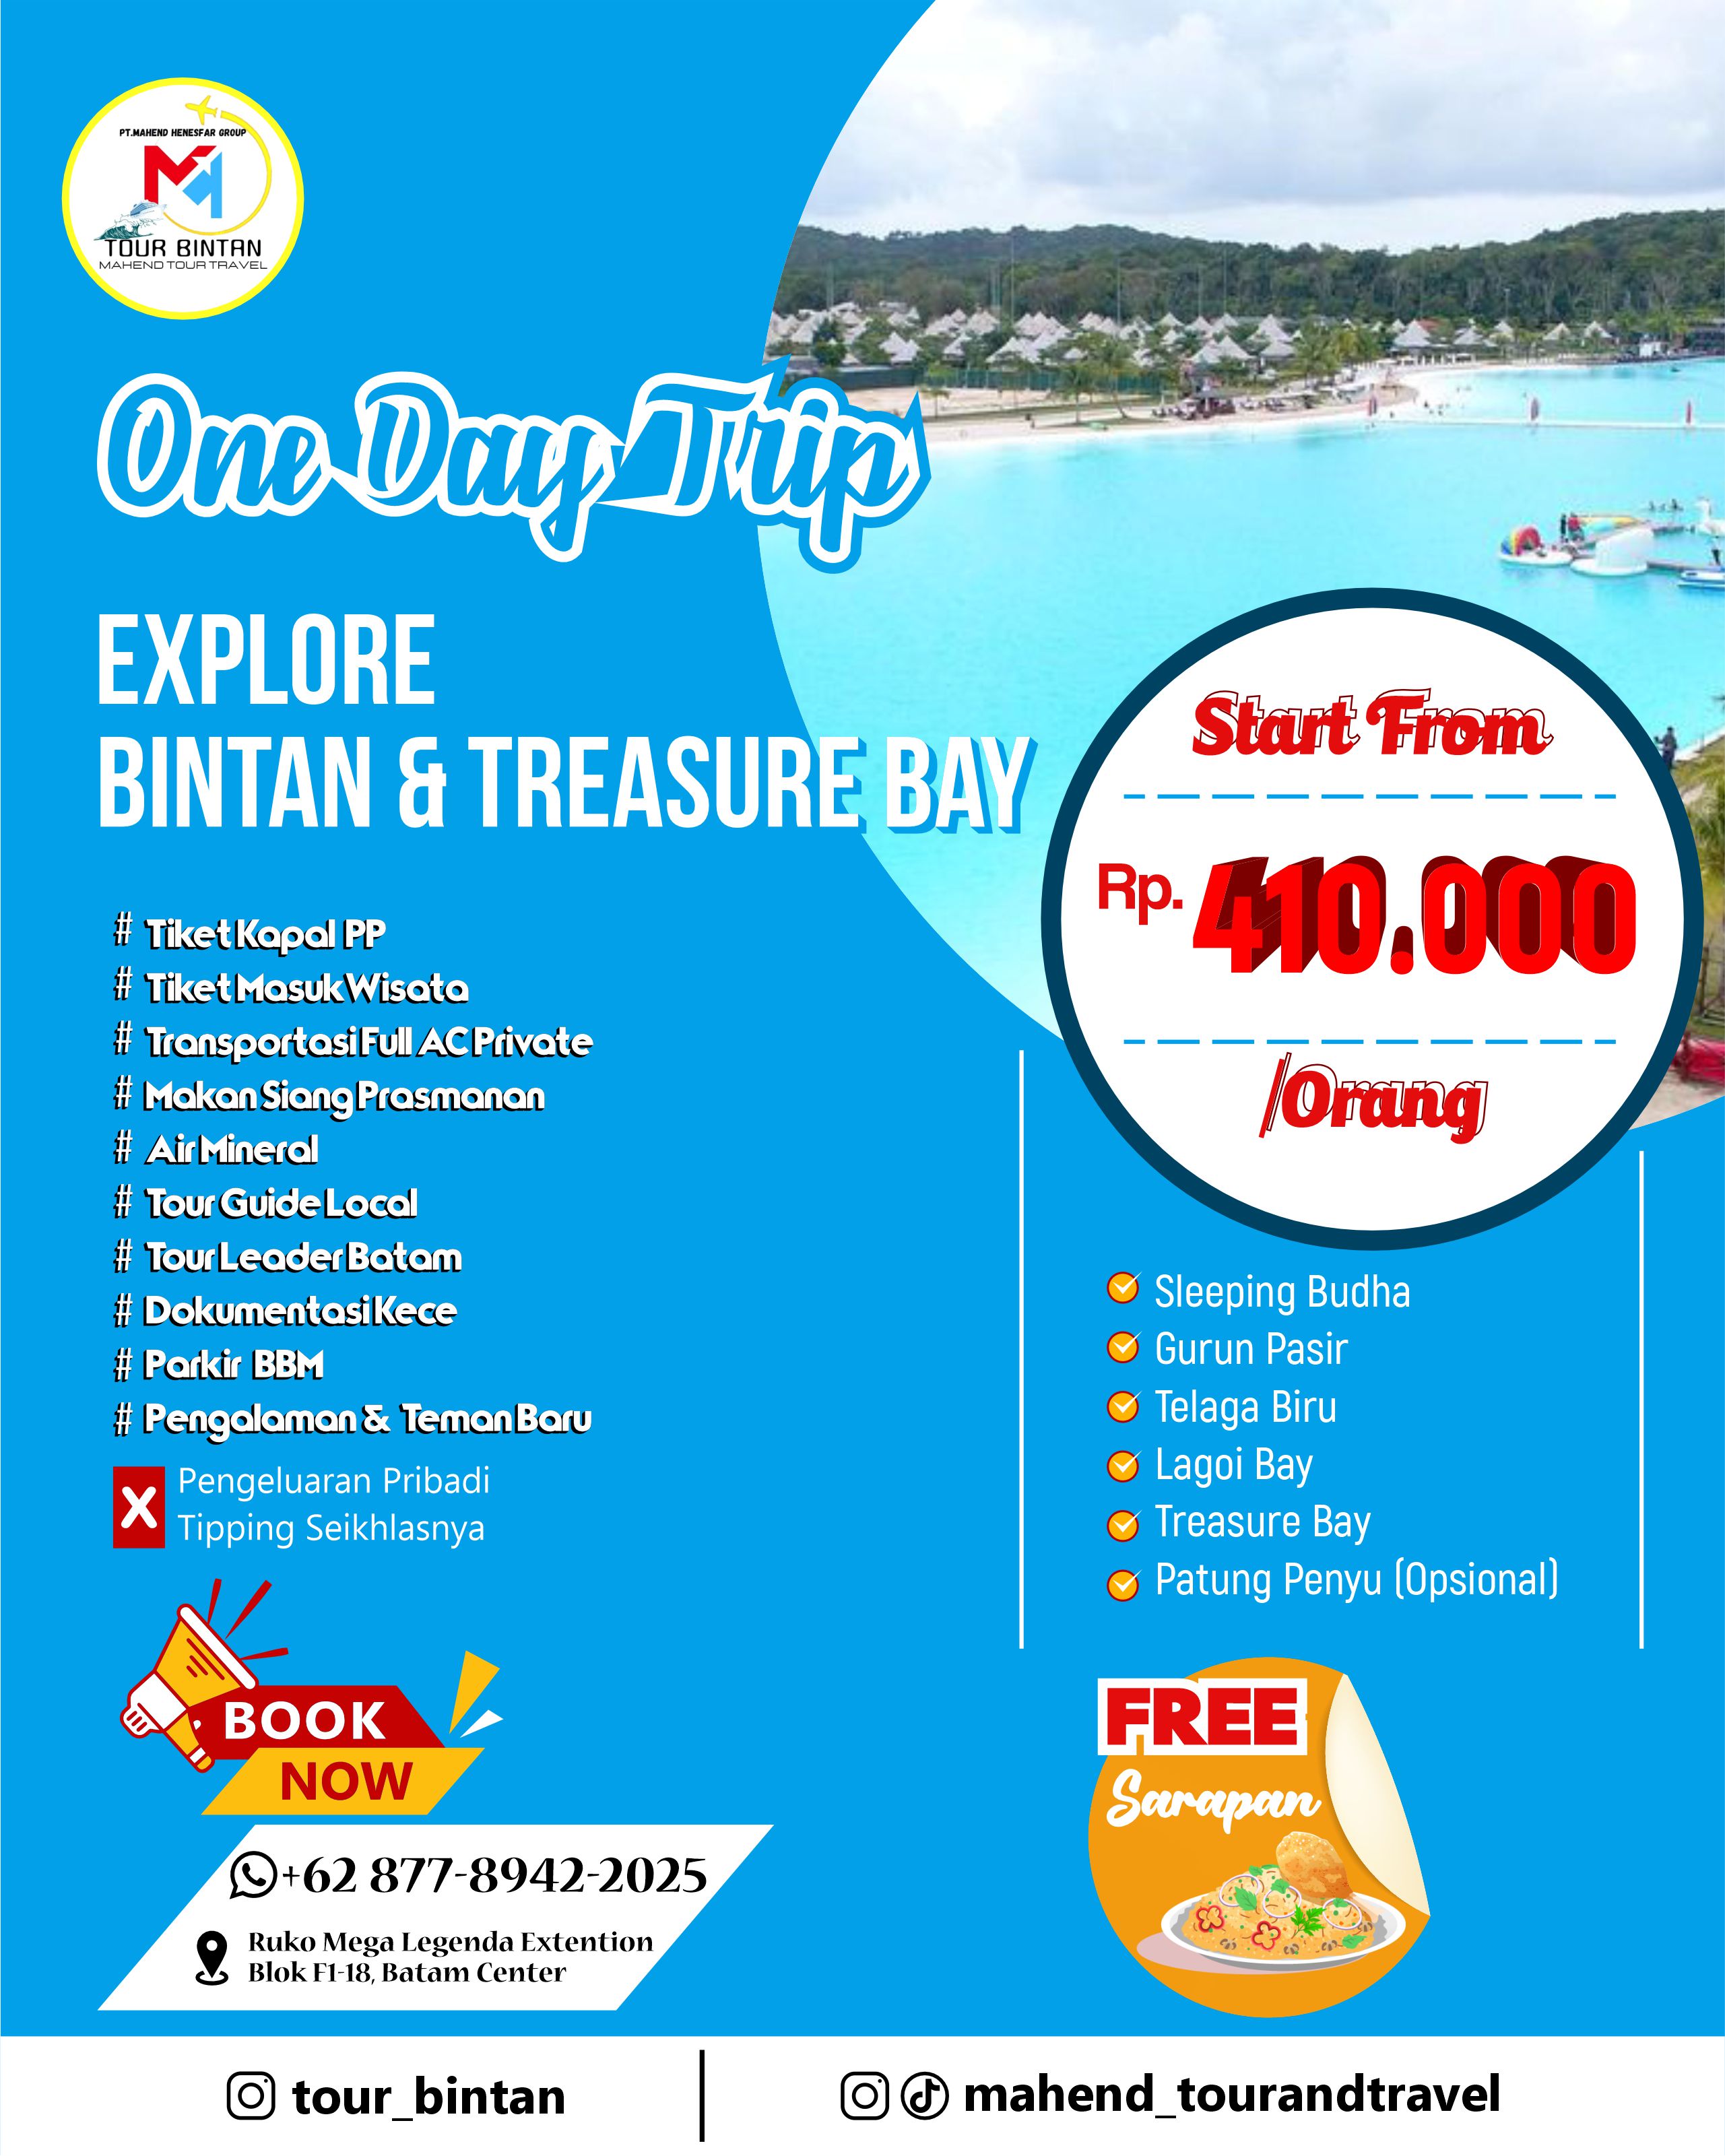 PT.MAHEND HENESFAR GROUP
TOUR BINTAN
MAHEND TOUR TRAVEL
One Day Trip
EXPLORE
BINTAN & TREASURE BAY
Start From
Rp. 410.000
/Orang
# Tiket Kapal PP
# Tiket Masuk Wisata
# Transportasi Full AC Private
# Makan Siang Prasmanan
# Air Mineral
# Tour Guide Local
# Tour Leader Batam
# Dokumentasi Kece
# Parkir BBM
# Pengalaman & Teman Baru
X Pengeluaran Pribadi
Tipping Seikhlasnya
Sleeping Budha
Gurun Pasir
Telaga Biru
Lagoi Bay
Treasure Bay
Patung Penyu (Opsional)
BOOK
NOW
+62 877-8942-2025
Ruko Mega Legenda Extention
Blok F1-18, Batam Center
FREE
Sarapan
tour_bintan
mahend_tourandtravel